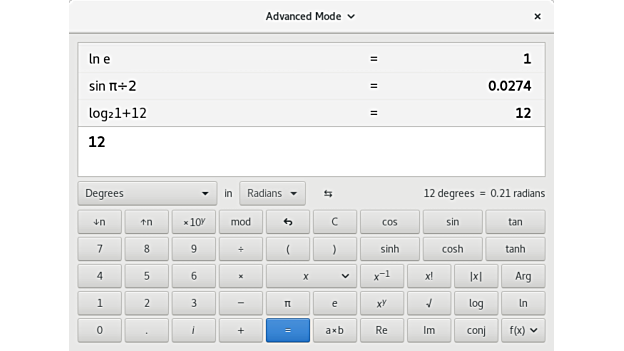 Advanced Mode ×
ln e = 1
sin π÷2 = 0.0274
log₂1+12 = 12
12
Degrees in Radians ⇆ 12 degrees = 0.21 radians
↓n ↑n ×10ʸ mod ↶ C cos sin tan
7 8 9 ÷ ( ) sinh cosh tanh
4 5 6 × x x⁻¹ x! |x| Arg
1 2 3 − π e xʸ √ log ln
0 . i + = a×b Re Im conj f(x)